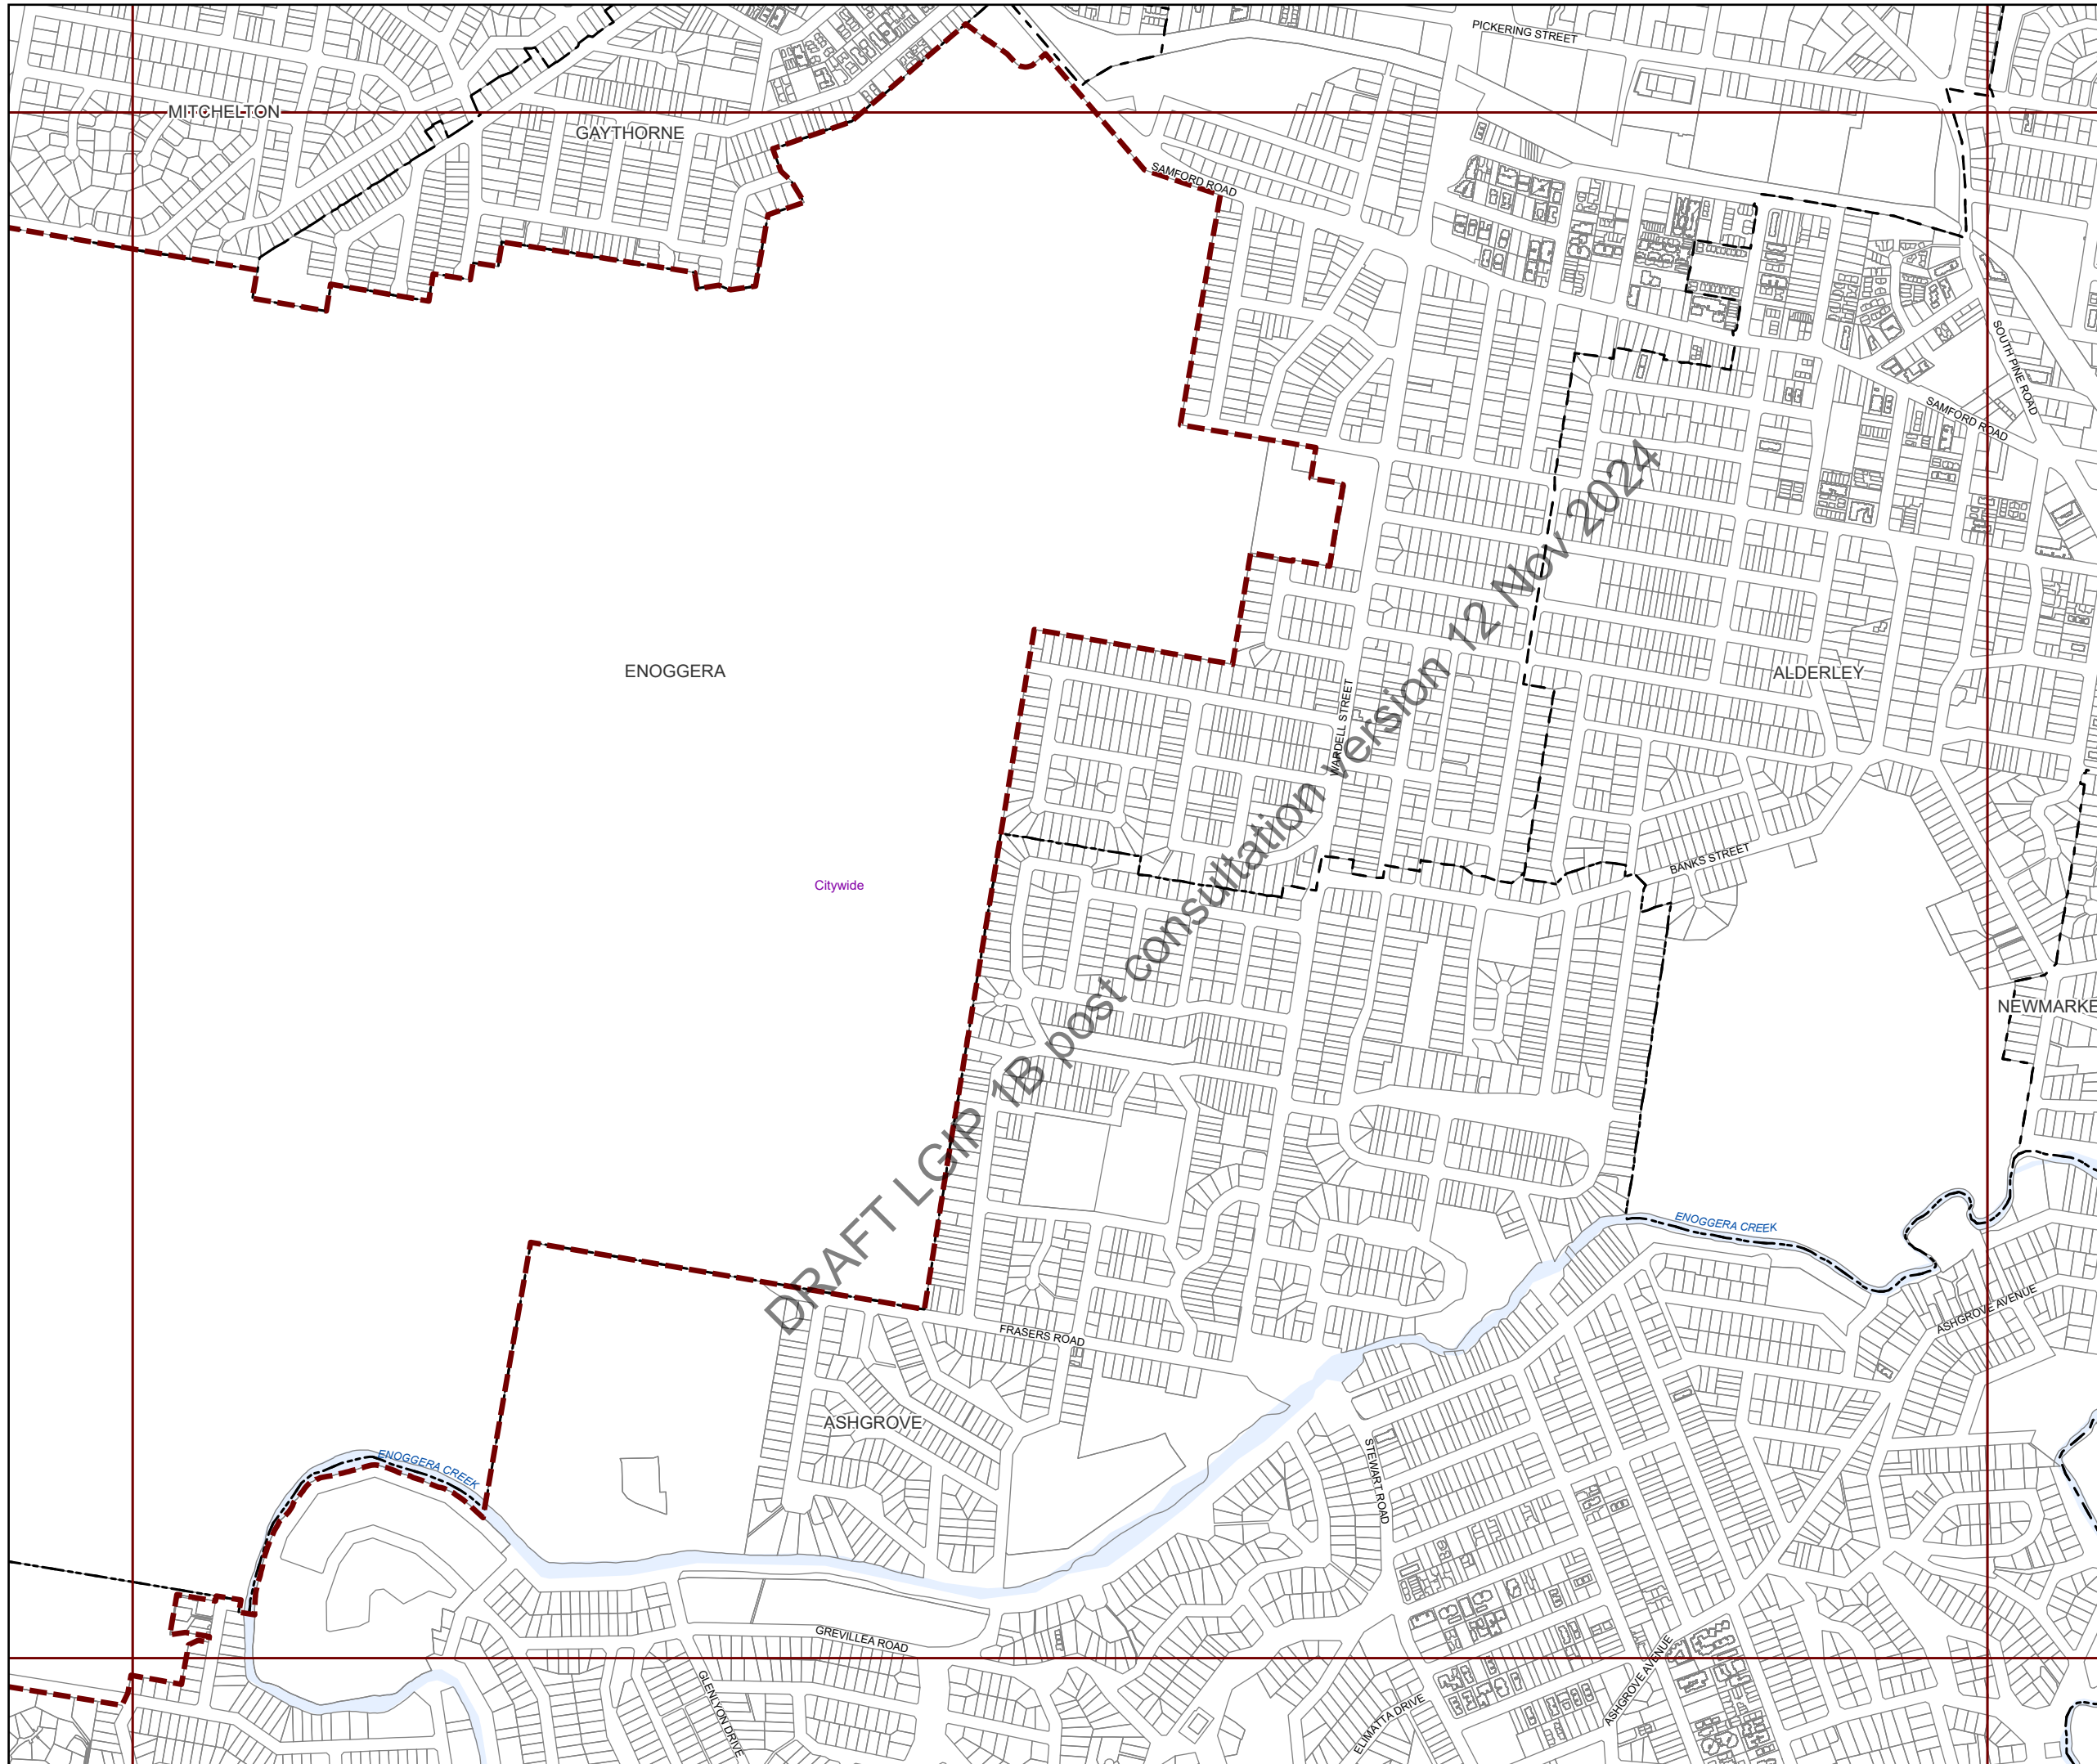 PICKERING STREET
MITCHELTON
GAYTHORNE
SAMFORD ROAD
SOUTH PINE ROAD
SAMFORD ROAD
ENOGGERA
ALDERLEY
WARDELL STREET
DRAFT LGIP 1B post consultation version 12 Nov 2024
BANKS STREET
Citywide
NEWMARKE
ENOGGERA CREEK
ASHGROVE AVENUE
FRASERS ROAD
ASHGROVE
ENOGGERA CREEK
STEWART ROAD
GREVILLEA ROAD
GLENLYON DRIVE
ELIMATTA DRIVE
ASHGROVE AVENUE